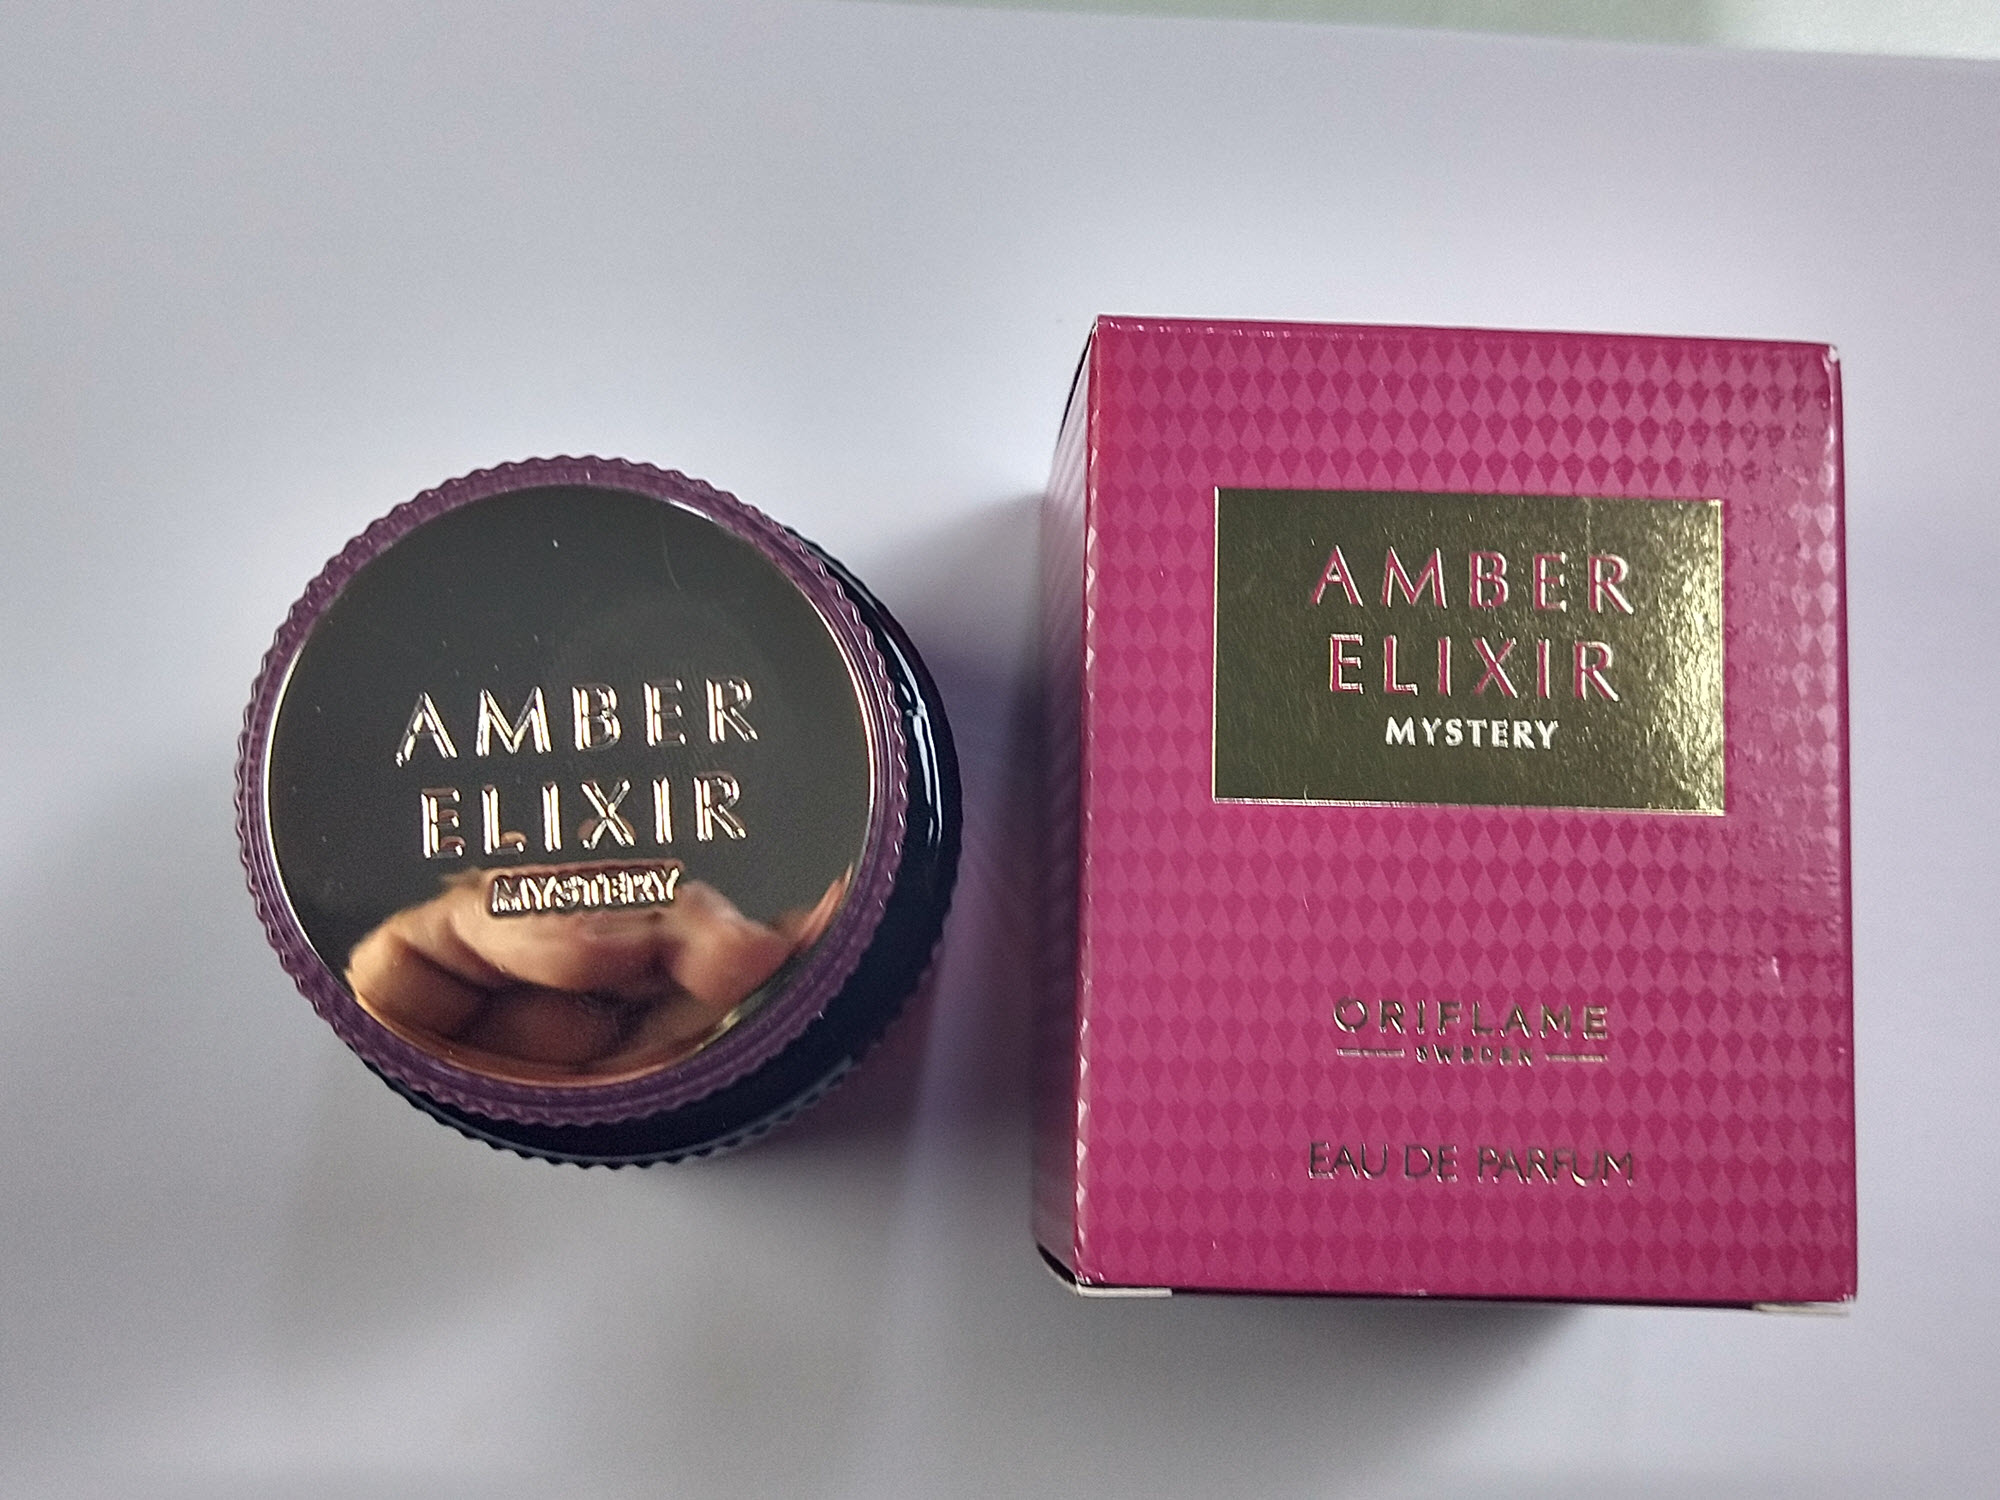 AMBER
ELIXIR
MYSTERY
AMBER
ELIXIR
MYSTERY
ORIFLAME
SWEDEN
EAU DE PARFUM